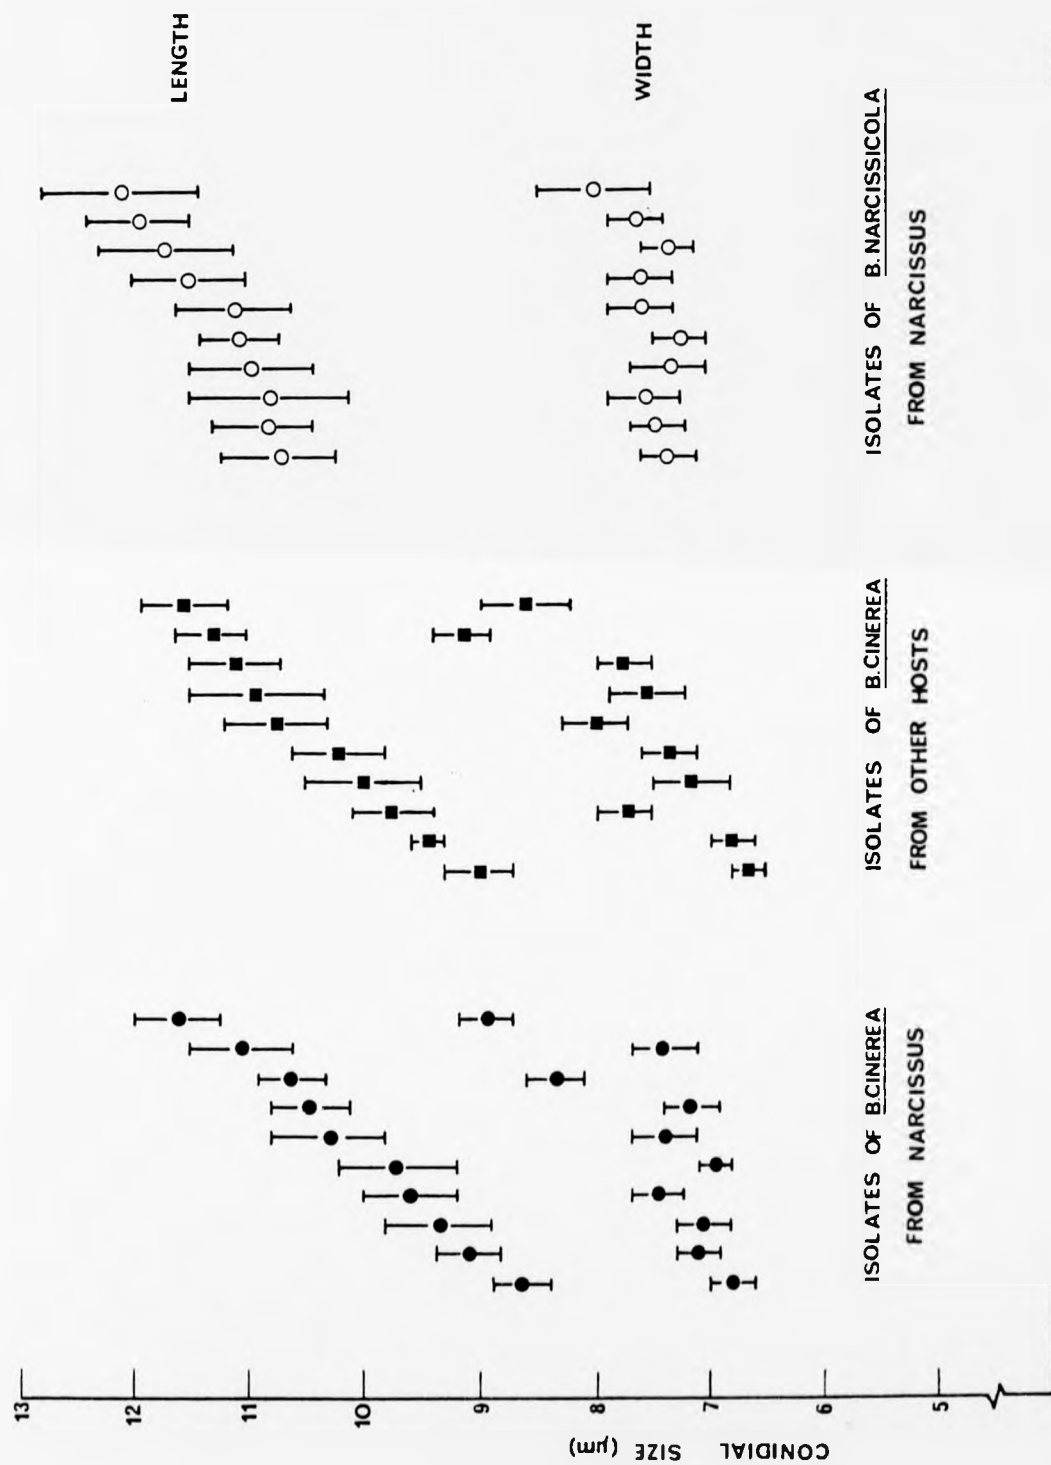 LENGTH
WIDTH
13
12
11
10
9
8
7
6
5
CONIDIAL SIZE (µm)
ISOLATES OF B.CINEREA
FROM NARCISSUS
ISOLATES OF B.CINEREA
FROM OTHER HOSTS
ISOLATES OF B.NARCISSICOLA
FROM NARCISSUS